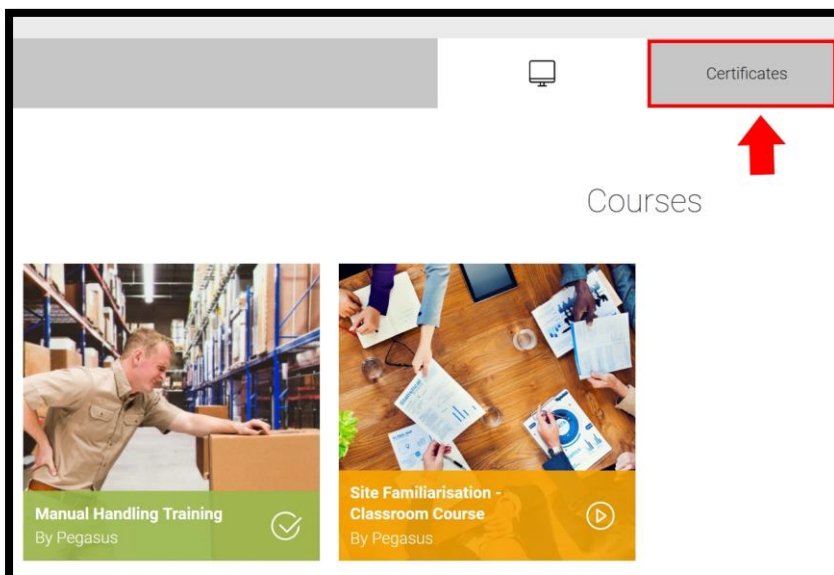 Certificates
Courses
Manual Handling Training
By Pegasus
Site Familiarisation -
Classroom Course
By Pegasus